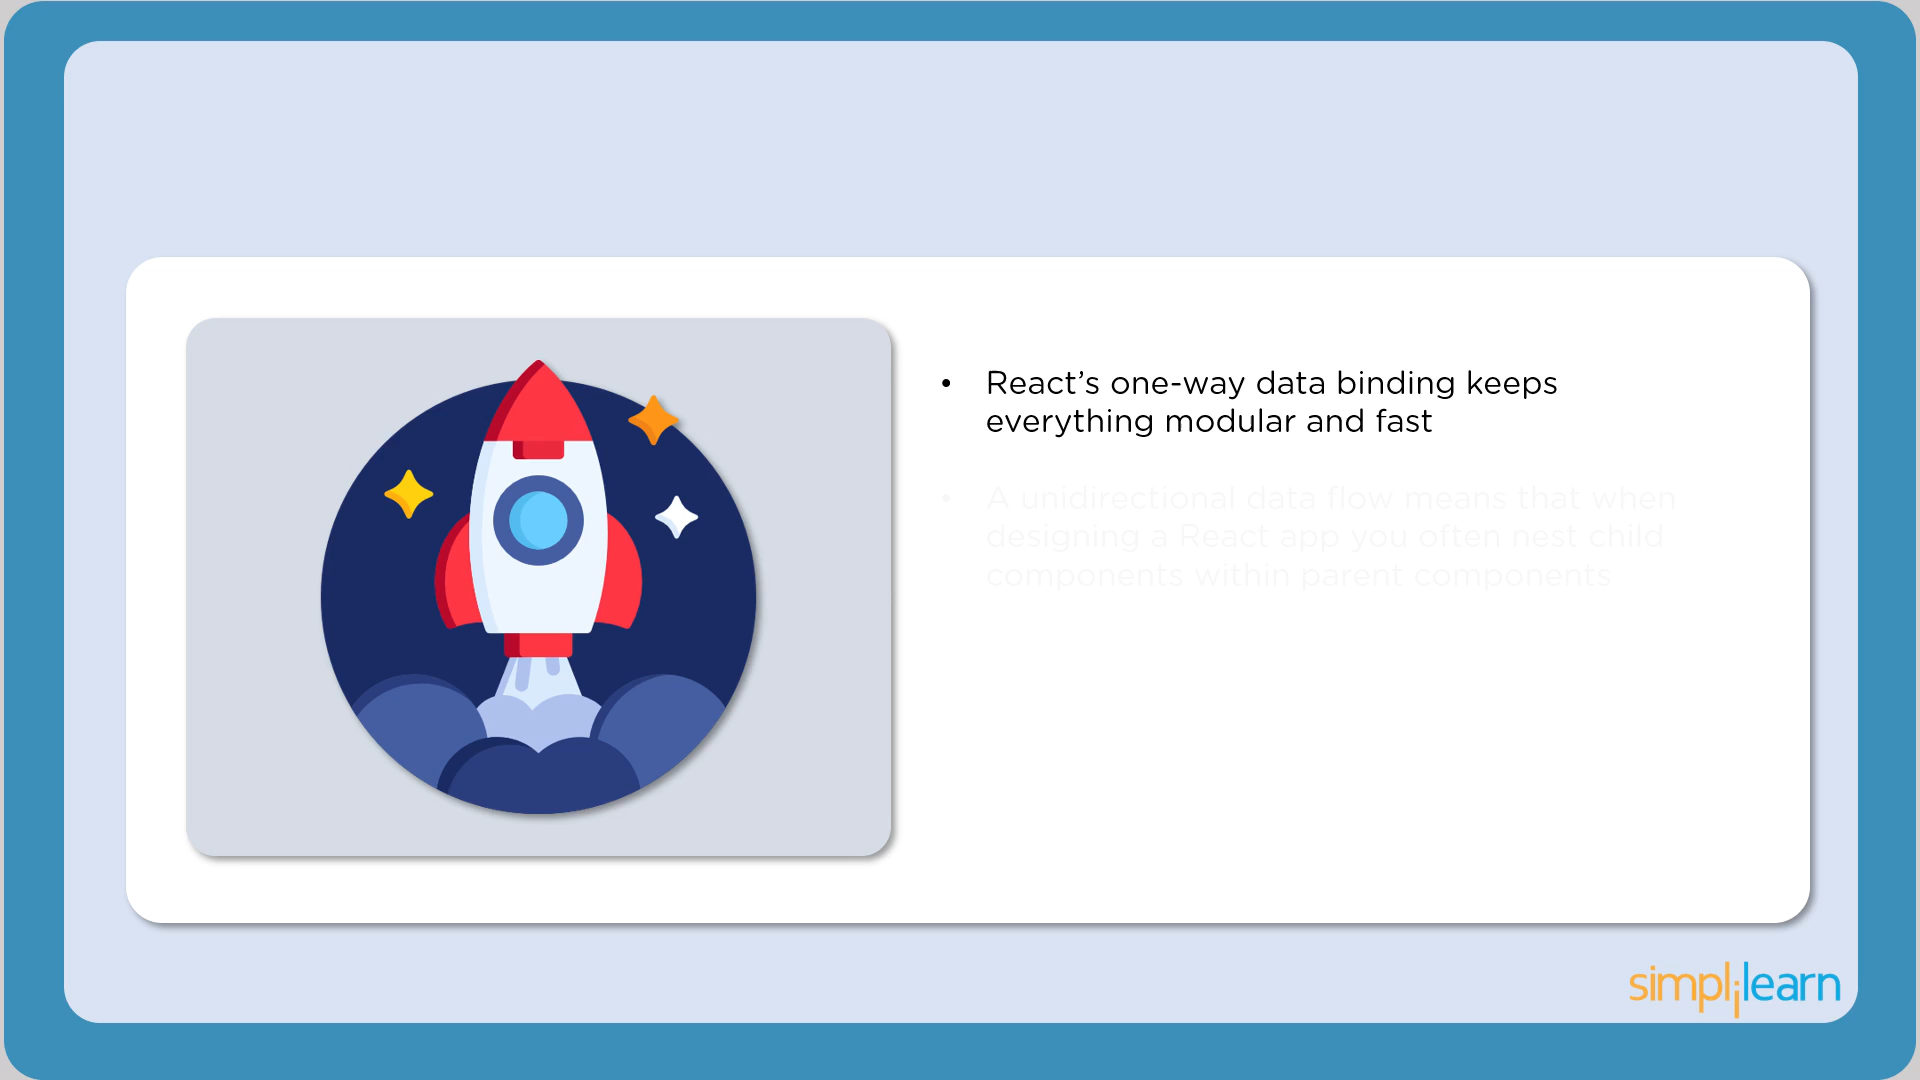 • React’s one-way data binding keeps
everything modular and fast
• A unidirectional data flow means that when
designing a React app you often nest child
components within parent components
simplilearn